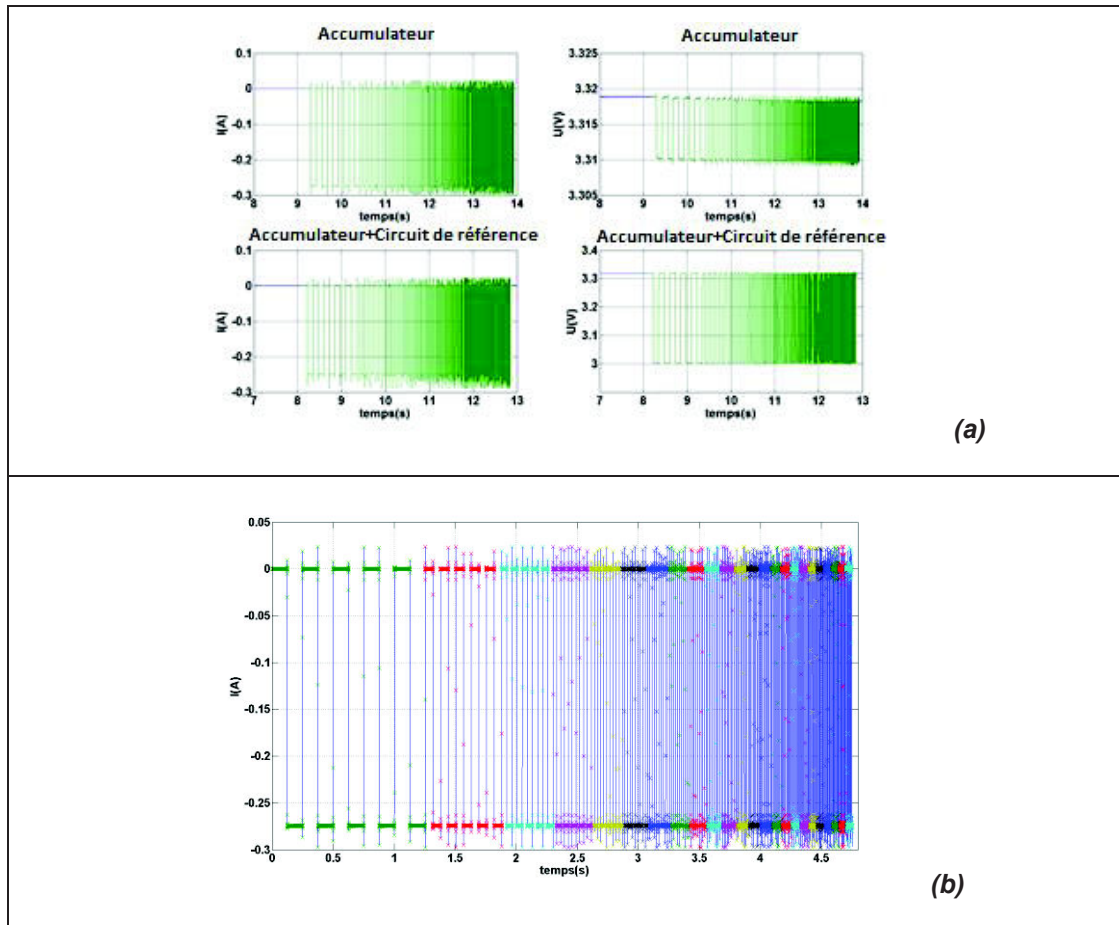 Accumulateur
0.1
0
-0.1
-0.2
-0.3
I(A)
7 8 9 10 11 12 13 14
temps(s)
Accumulateur
3.325
3.32
3.315
3.31
3.305
U(V)
8 9 10 11 12 13 14
temps(s)
Accumulateur+Circuit de référence
0.1
0
-0.1
-0.2
-0.3
I(A)
7 8 9 10 11 12 13
temps(s)
Accumulateur+Circuit de référence
3.4
3.3
3.2
3.1
3
U(V)
7 8 9 10 11 12 13
temps(s)
(a)
0.05
0
-0.05
-0.1
-0.15
-0.2
-0.25
-0.3
I(A)
0 0.5 1 1.5 2 2.5 3 3.5 4 4.5
temps(s)
(b)